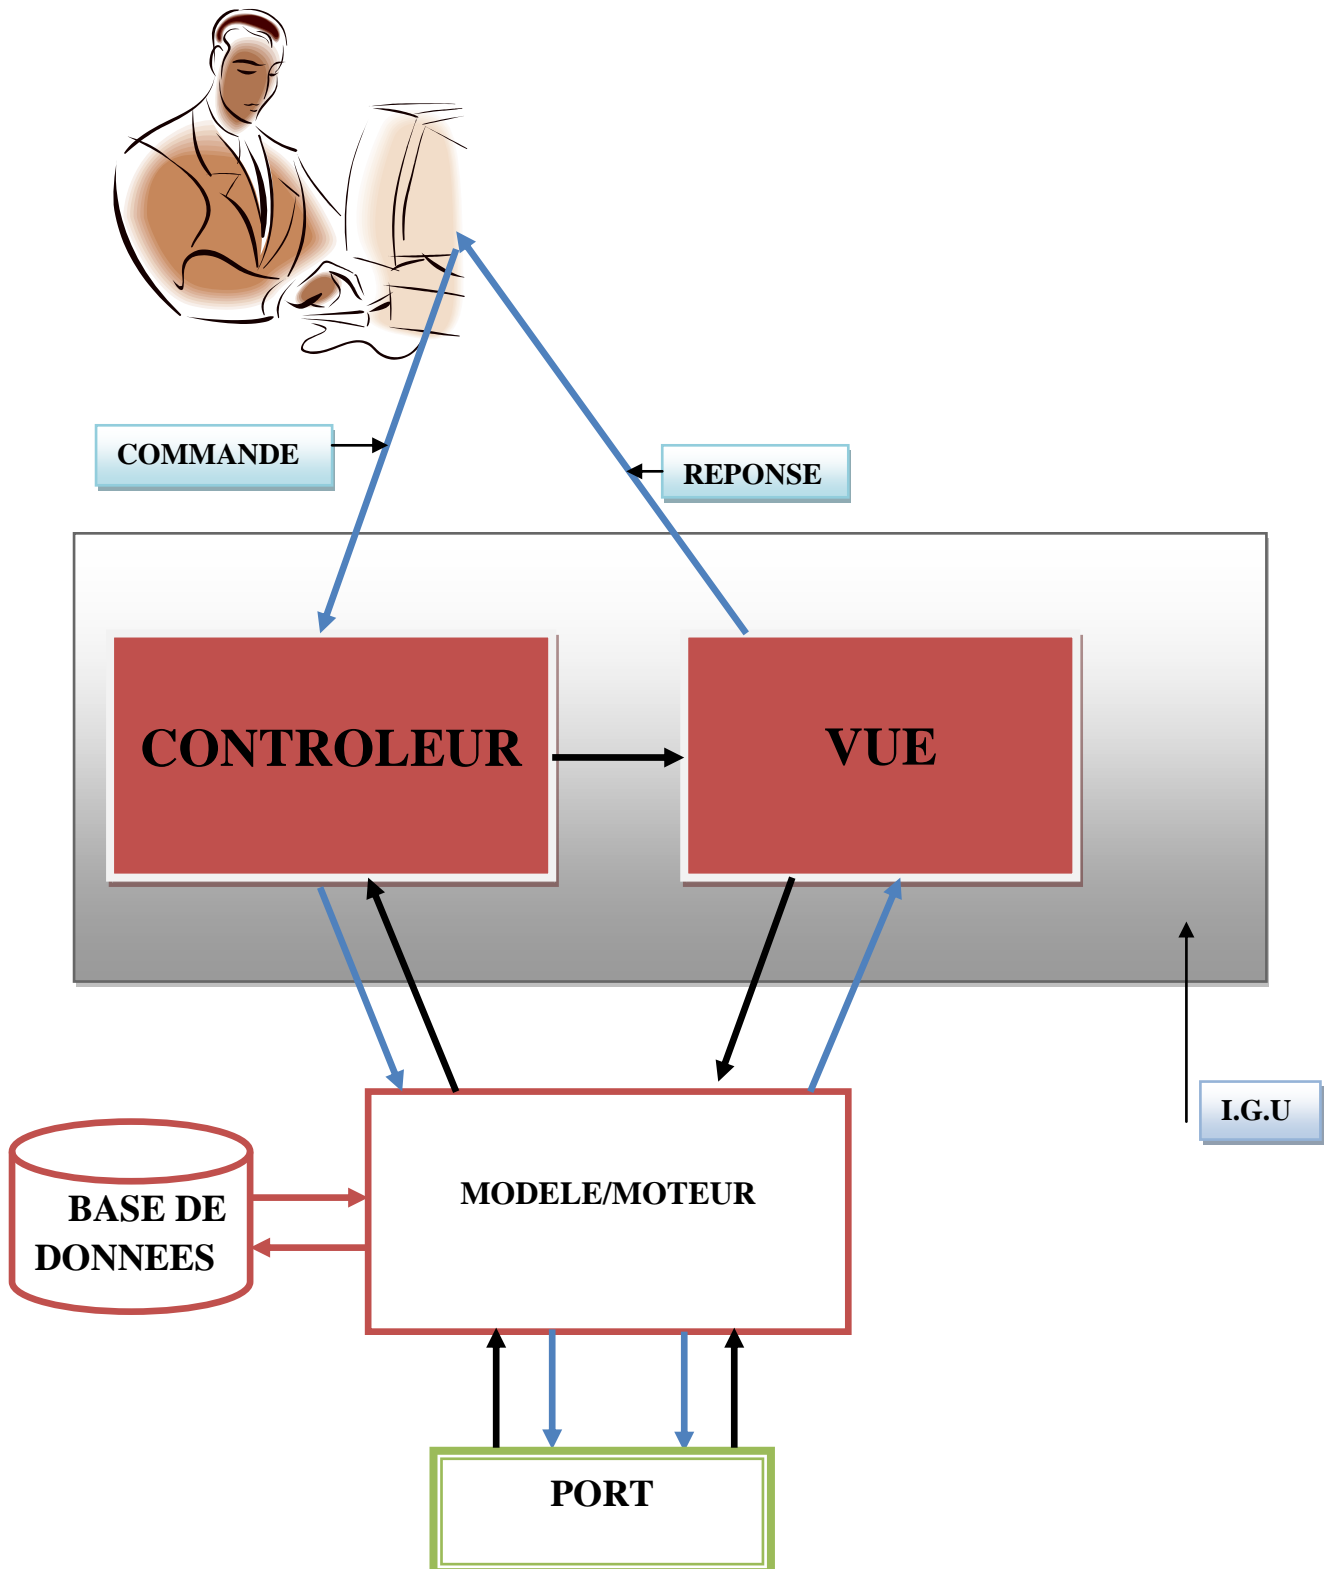 COMMANDE
REPONSE
CONTROLEUR
VUE
I.G.U
MODELE/MOTEUR
BASE DE
DONNEES
PORT